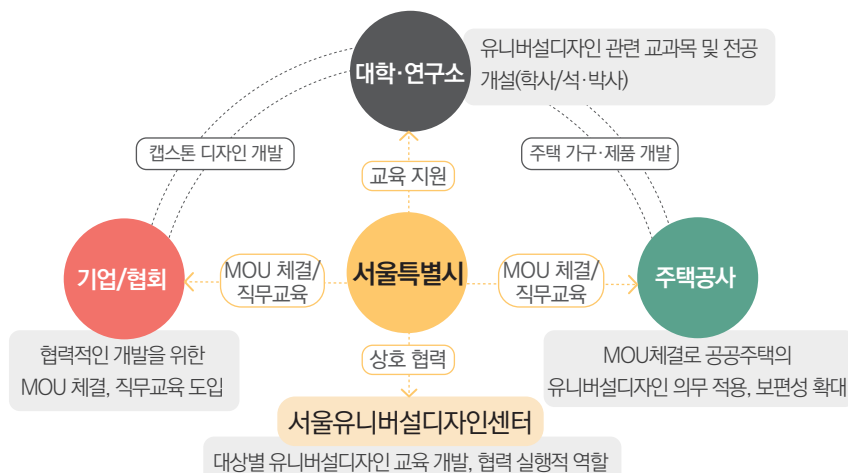 대학·연구소
유니버설디자인 관련 교과목 및 전공
개설(학사/석·박사)
캡스톤 디자인 개발
주택 가구·제품 개발
교육 지원
기업/협회
MOU 체결/
직무교육
서울특별시
MOU 체결/
직무교육
주택공사
협력적인 개발을 위한
MOU 체결, 직무교육 도입
상호 협력
MOU체결로 공공주택의
유니버설디자인 의무 적용, 보편성 확대
서울유니버설디자인센터
대상별 유니버설디자인 교육 개발, 협력 실행적 역할